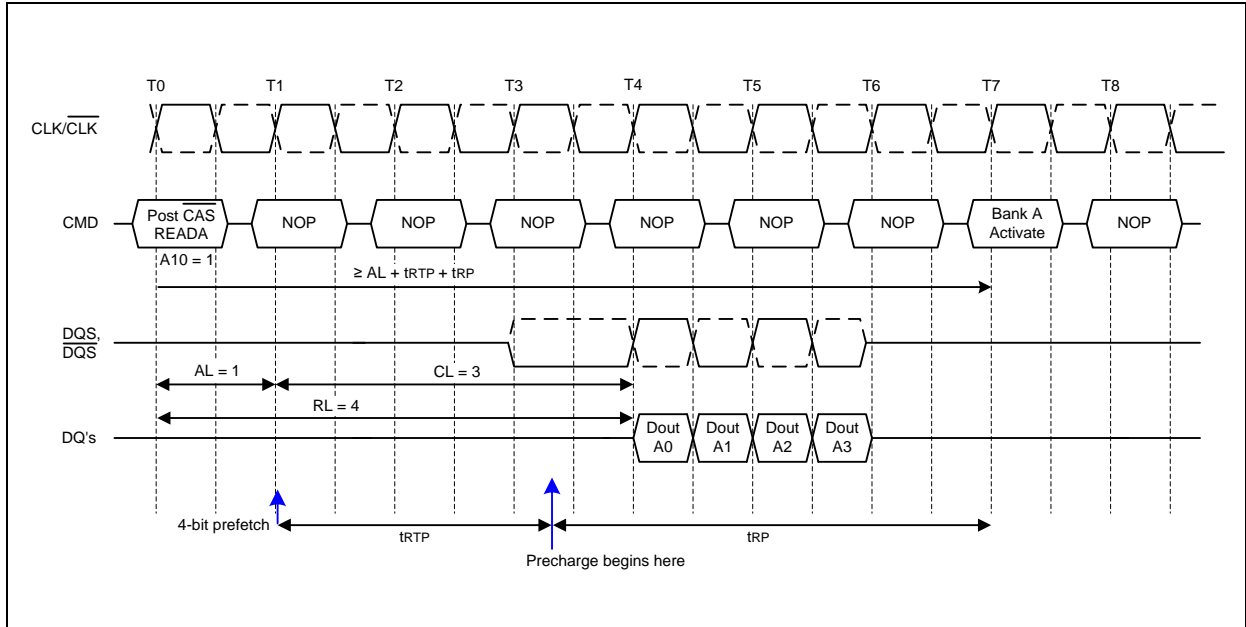 T0 T1 T2 T3 T4 T5 T6 T7 T8
CLK/CLK
CMD
Post CAS
READA
NOP NOP NOP NOP NOP NOP
Bank A
Activate
NOP
A10 = 1
≥ AL + tRTP + tRP
DQS,
DQS
AL = 1
CL = 3
RL = 4
DQ's
Dout
A0
Dout
A1
Dout
A2
Dout
A3
4-bit prefetch
tRTP
tRP
Precharge begins here